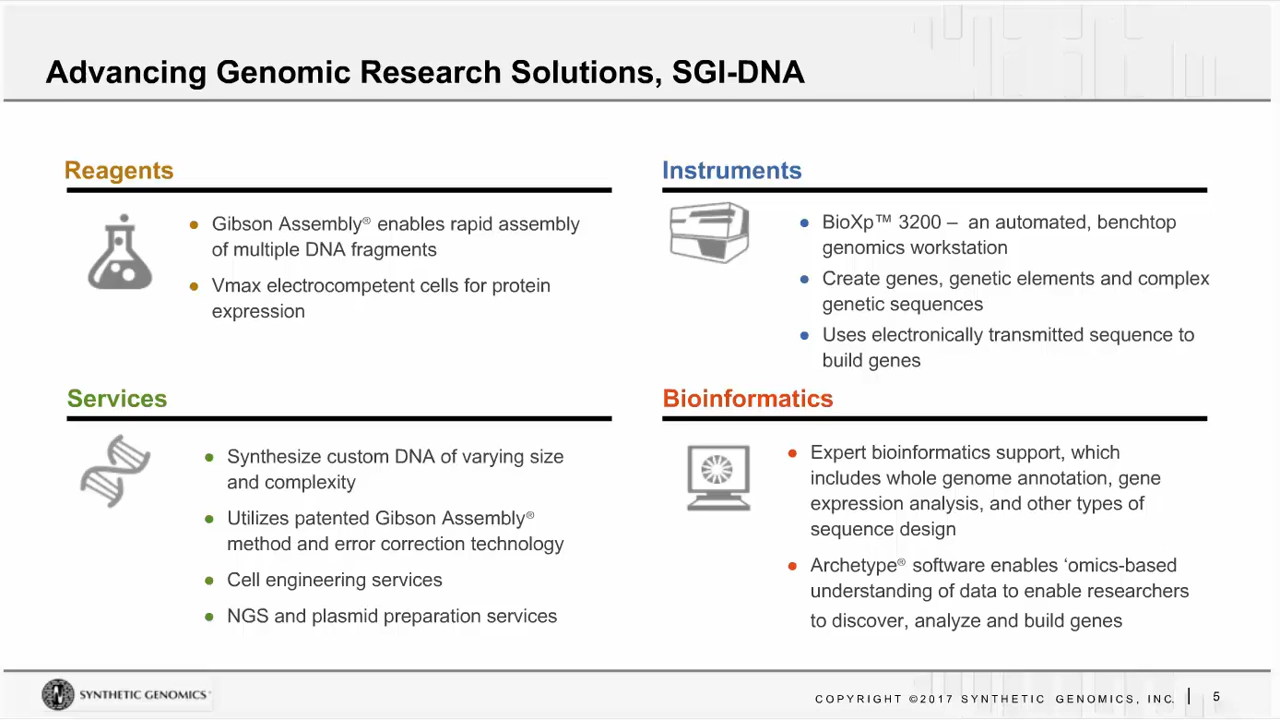 Advancing Genomic Research Solutions, SGI-DNA
Reagents
● Gibson Assembly® enables rapid assembly
of multiple DNA fragments
● Vmax electrocompetent cells for protein
expression
Instruments
● BioXp™ 3200 – an automated, benchtop
genomics workstation
● Create genes, genetic elements and complex
genetic sequences
● Uses electronically transmitted sequence to
build genes
Services
● Synthesize custom DNA of varying size
and complexity
● Utilizes patented Gibson Assembly®
method and error correction technology
● Cell engineering services
● NGS and plasmid preparation services
Bioinformatics
● Expert bioinformatics support, which
includes whole genome annotation, gene
expression analysis, and other types of
sequence design
● Archetype® software enables ‘omics-based
understanding of data to enable researchers
to discover, analyze and build genes
SYNTHETIC GENOMICS
COPYRIGHT ©2017 SYNTHETIC GENOMICS, INC. | 5